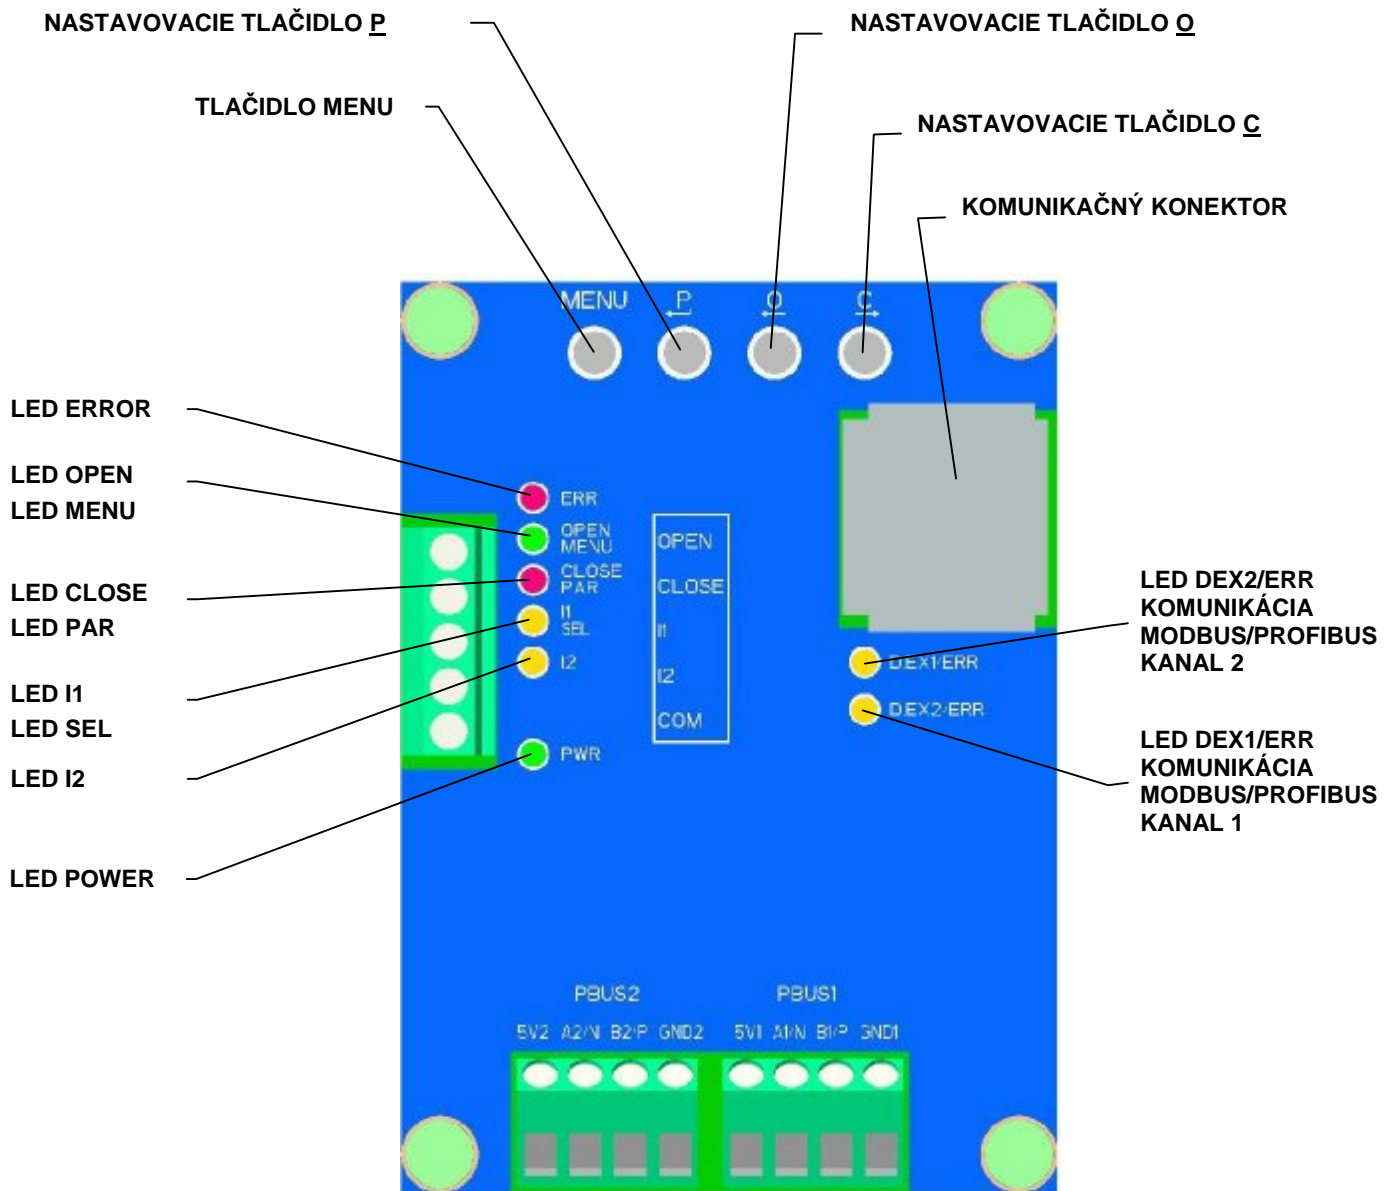 NASTAVOVACIE TLAČIDLO P
NASTAVOVACIE TLAČIDLO O
TLAČIDLO MENU
NASTAVOVACIE TLAČIDLO C
KOMUNIKAČNÝ KONEKTOR
MENU P O C
LED ERROR
LED OPEN
LED MENU
LED CLOSE
LED PAR
LED I1
LED SEL
LED I2
LED POWER
ERR
OPEN
MENU
CLOSE
PAR
I1
SEL
I2
PWR
OPEN
CLOSE
I1
I2
COM
D.EX1/ERR
D.EX2/ERR
LED DEX2/ERR
KOMUNIKÁCIA
MODBUS/PROFIBUS
KANAL 2
LED DEX1/ERR
KOMUNIKÁCIA
MODBUS/PROFIBUS
KANAL 1
PBUS2 PBUS1
5V2 A2/N B2/P GND2 5V1 A1/N B1/P GND1